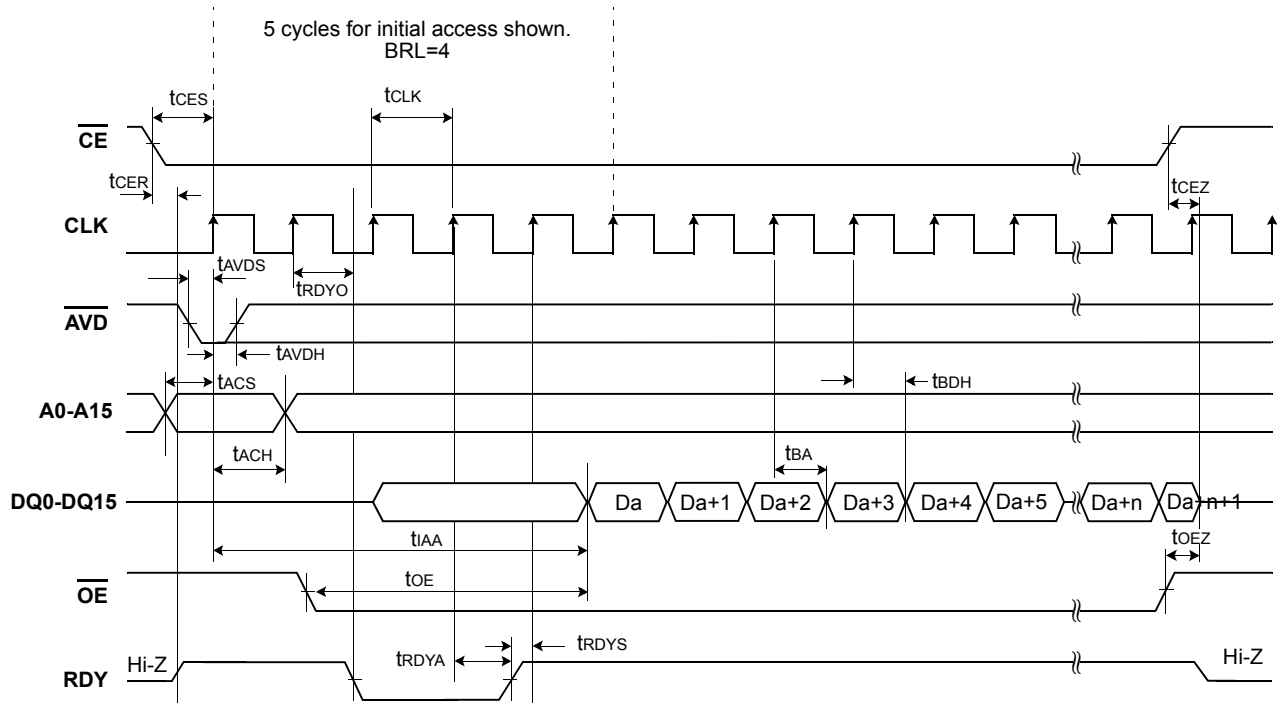 5 cycles for initial access shown.
BRL=4
tCES
tCLK
CE
tCER
tCEZ
CLK
tAVDS
tRDYO
AVD
tAVDH
tACS
tBDH
A0-A15
tACH
tBA
DQ0-DQ15
Da
Da+1
Da+2
Da+3
Da+4
Da+5
Da+n
Da+n+1
tIAA
tOEZ
tOE
OE
tRDYS
Hi-Z
tRDYA
Hi-Z
RDY